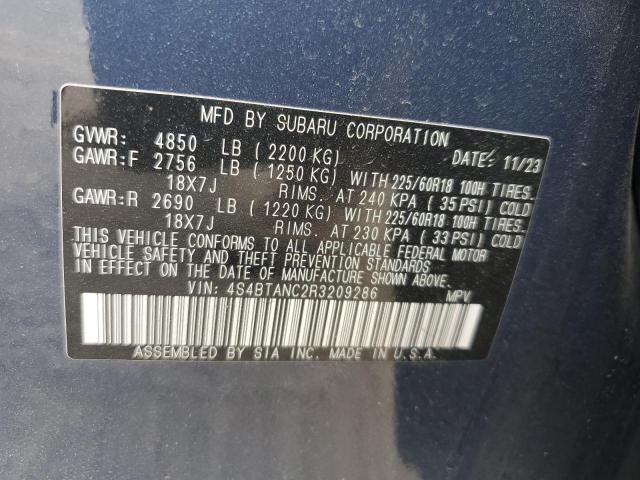 MFD BY SUBARU CORPORATION
GVWR: 4850 LB (2200 KG) DATE: 11/23
GAWR:F 2756 LB (1250 KG) WITH 225/60R18 100H TIRES.
18X7J RIMS. AT 240 KPA (35 PSI) COLD
GAWR:R 2690 LB (1220 KG) WITH 225/60R18 100H TIRES.
18X7J RIMS. AT 230 KPA (33 PSI) COLD
THIS VEHICLE CONFORMS TO ALL APPLICABLE FEDERAL MOTOR
VEHICLE SAFETY AND THEFT PREVENTION STANDARDS
IN EFFECT ON THE DATE OF MANUFACTURE SHOWN ABOVE.
VIN: 4S4BTANC2R3209286 MPV
ASSEMBLED BY SIA INC. MADE IN U.S.A.